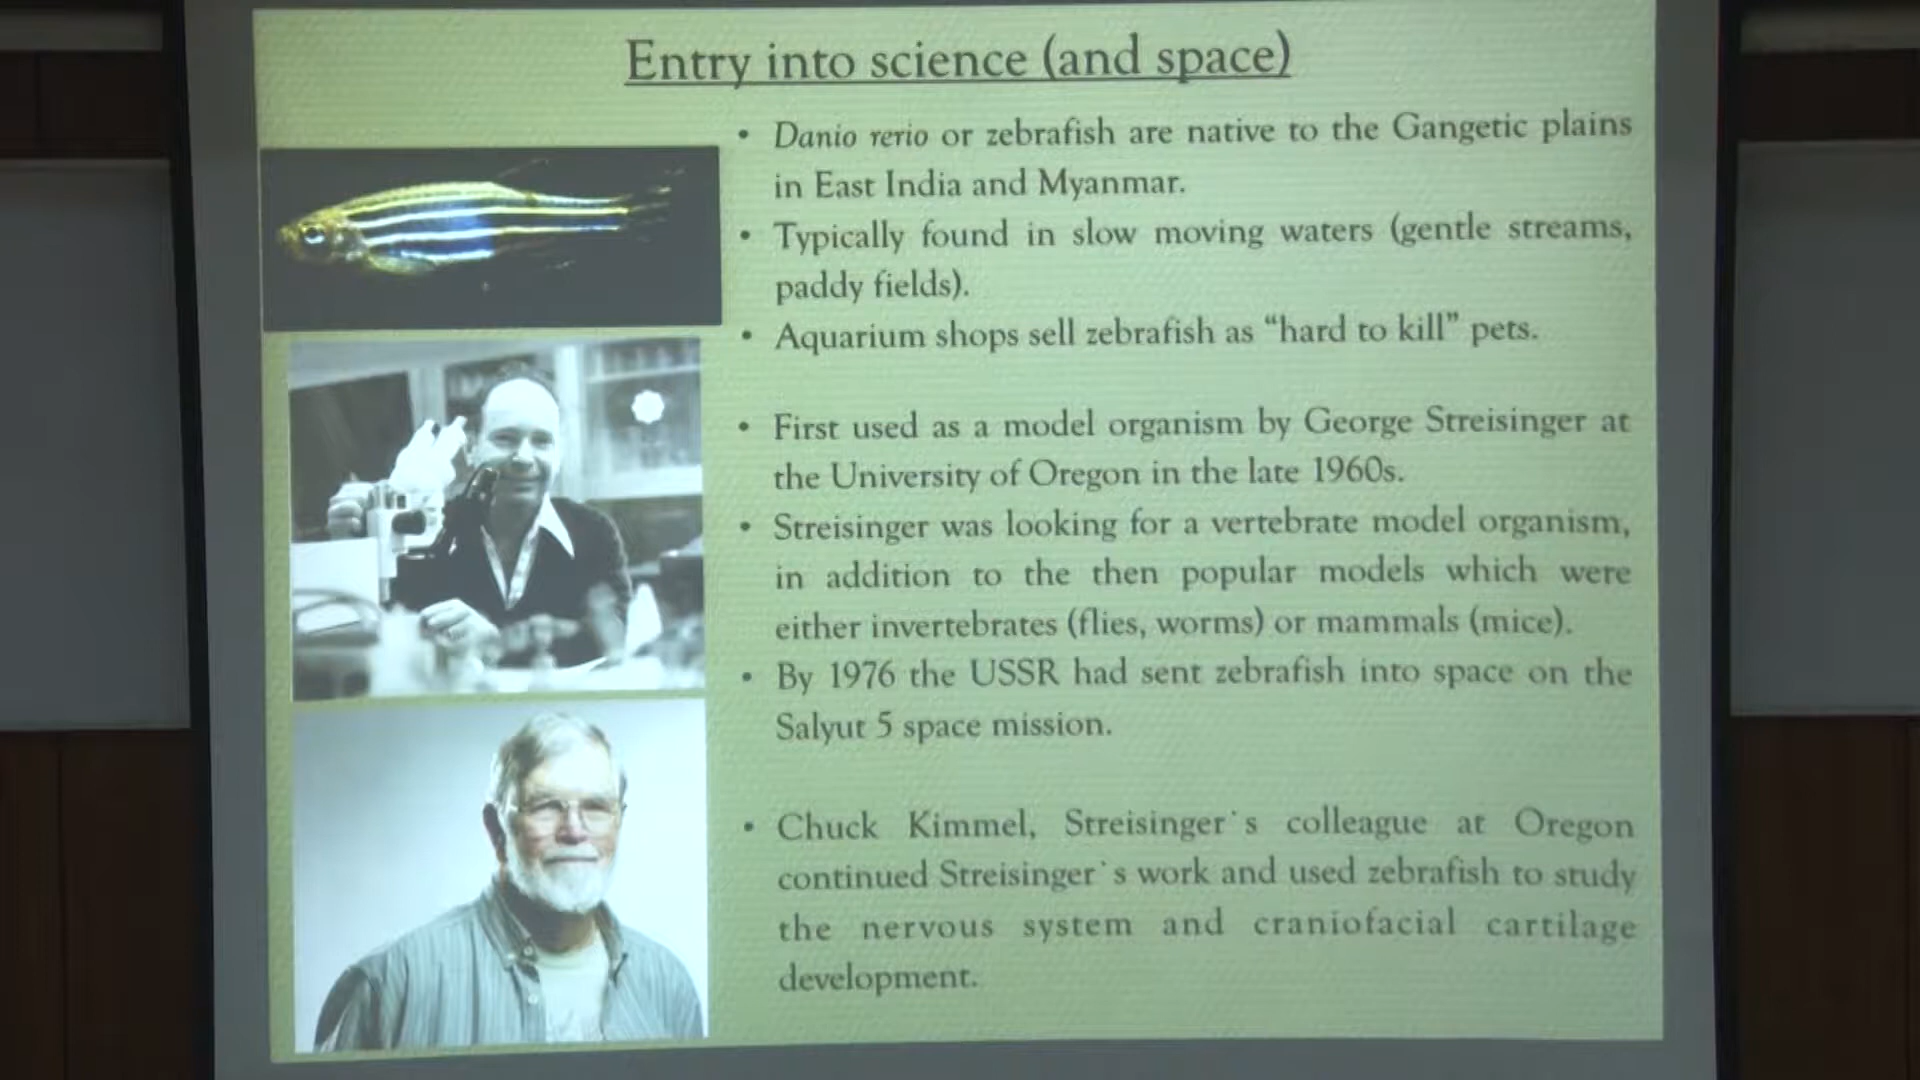 Entry into science (and space)
• Danio rerio or zebrafish are native to the Gangetic plains
in East India and Myanmar.
• Typically found in slow moving waters (gentle streams,
paddy fields).
• Aquarium shops sell zebrafish as “hard to kill” pets.
• First used as a model organism by George Streisinger at
the University of Oregon in the late 1960s.
• Streisinger was looking for a vertebrate model organism,
in addition to the then popular models which were
either invertebrates (flies, worms) or mammals (mice).
• By 1976 the USSR had sent zebrafish into space on the
Salyut 5 space mission.
• Chuck Kimmel, Streisinger`s colleague at Oregon
continued Streisinger`s work and used zebrafish to study
the nervous system and craniofacial cartilage
development.